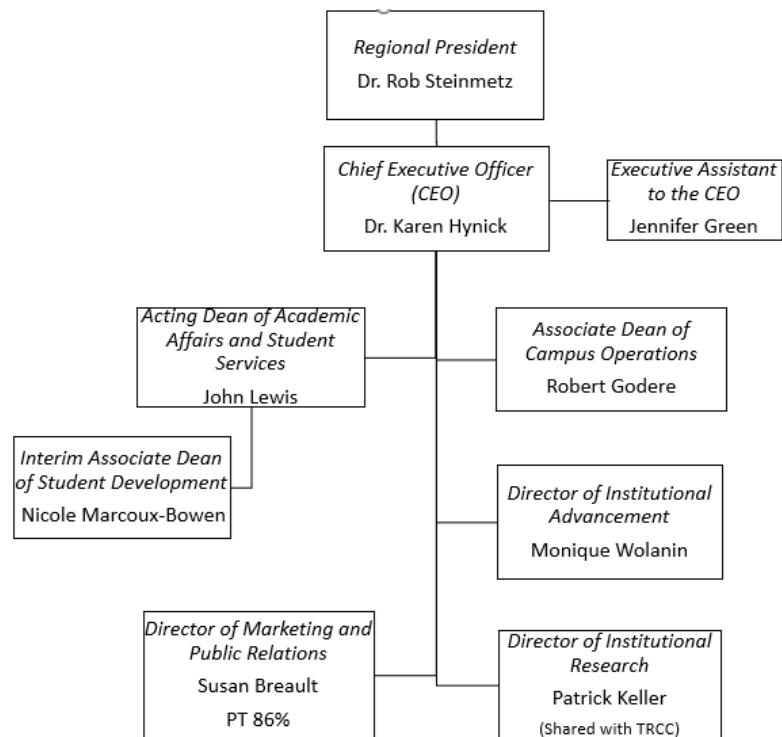 Regional President
Dr. Rob Steinmetz
Chief Executive Officer
(CEO)
Dr. Karen Hynick
Executive Assistant
to the CEO
Jennifer Green
Acting Dean of Academic
Affairs and Student
Services
John Lewis
Associate Dean of
Campus Operations
Robert Godere
Interim Associate Dean
of Student Development
Nicole Marcoux-Bowen
Director of Institutional
Advancement
Monique Wolanin
Director of Marketing and
Public Relations
Susan Breault
PT 86%
Director of Institutional
Research
Patrick Keller
(Shared with TRCC)